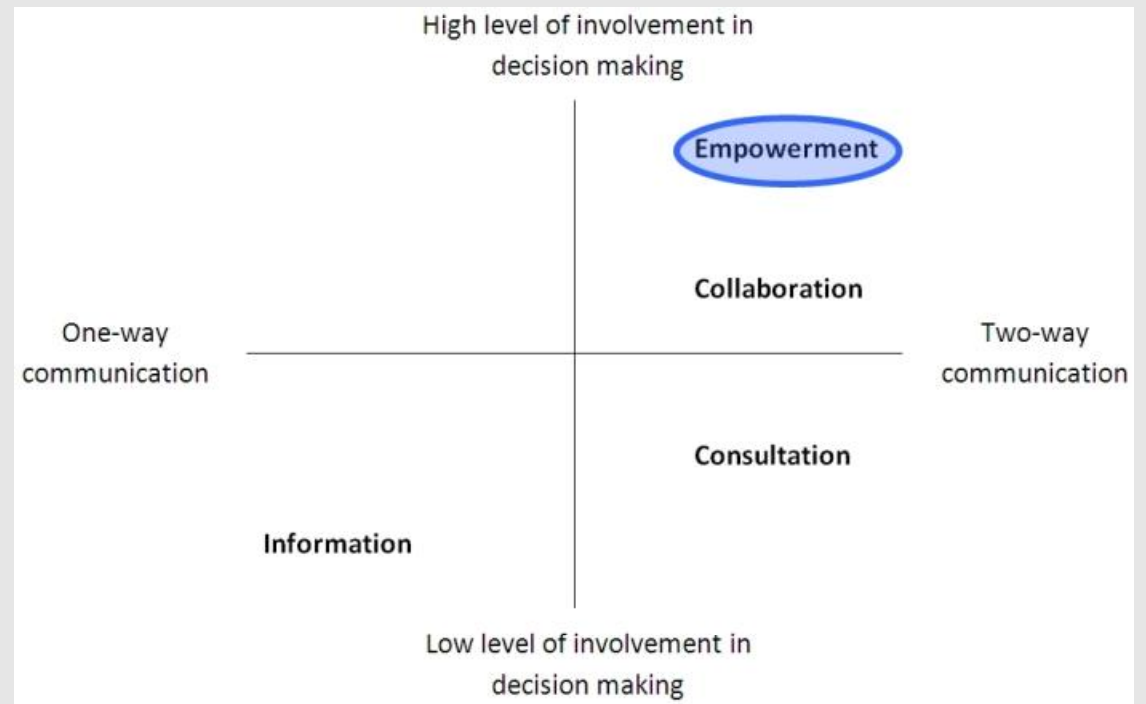 High level of involvement in
decision making
Empowerment
Collaboration
One-way
communication
Two-way
communication
Consultation
Information
Low level of involvement in
decision making